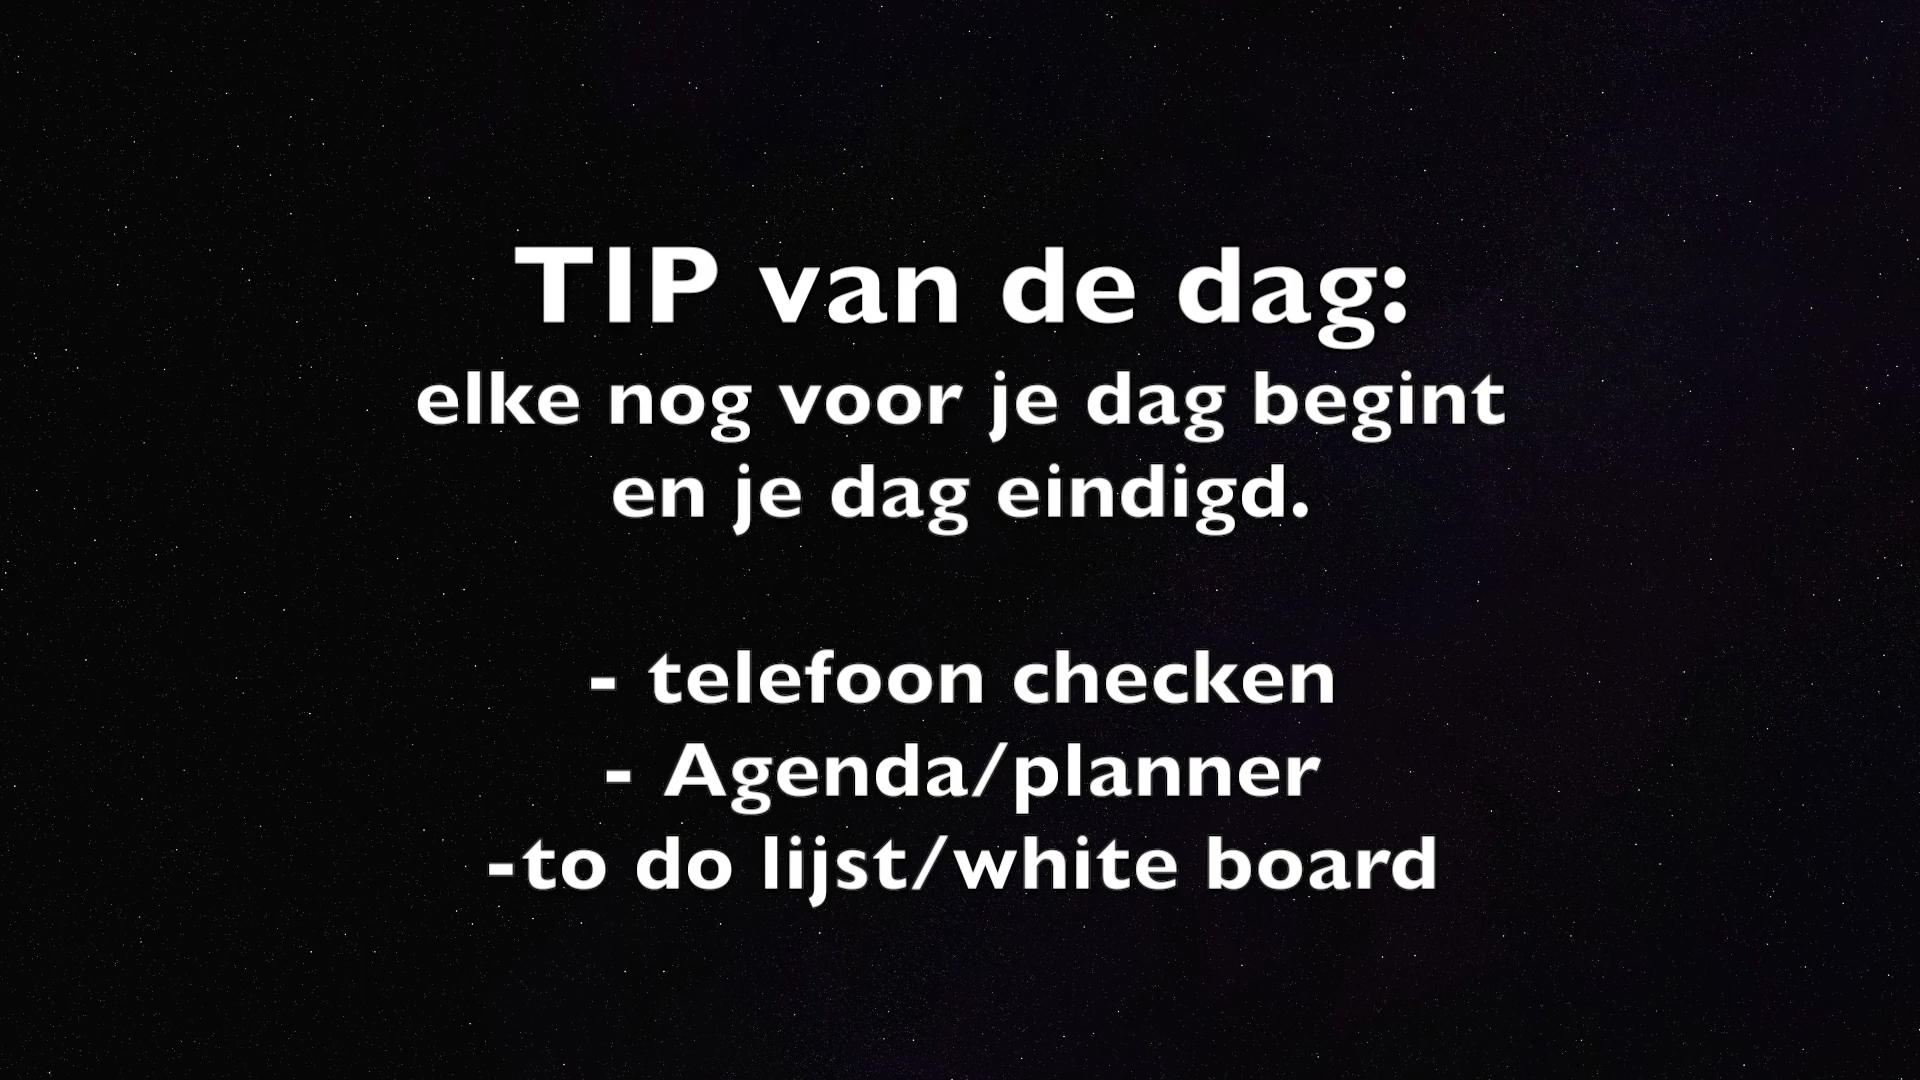 TIP van de dag:
elke nog voor je dag begint
en je dag eindigd.
- telefoon checken
- Agenda/planner
-to do lijst/white board